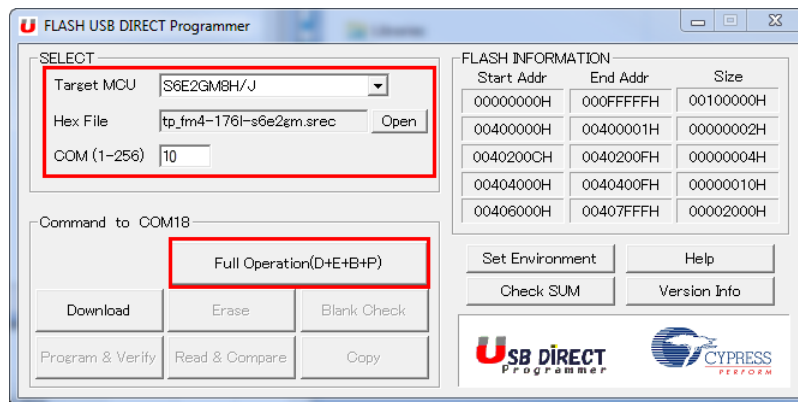 FLASH USB DIRECT Programmer
SELECT
Target MCU S6E2GM8H/J
Hex File tp_fm4-176l-s6e2gm.srec Open
COM (1-256) 10
Command to COM18
Full Operation(D+E+B+P)
Download Erase Blank Check
Program & Verify Read & Compare Copy
FLASH INFORMATION
Start Addr End Addr Size
00000000H 000FFFFFH 00100000H
00400000H 00400001H 00000002H
0040200CH 0040200FH 00000004H
00404000H 0040400FH 00000010H
00406000H 00407FFFH 00002000H
Set Environment Help
Check SUM Version Info
USB DIRECT
Programmer
CYPRESS
PERFORM